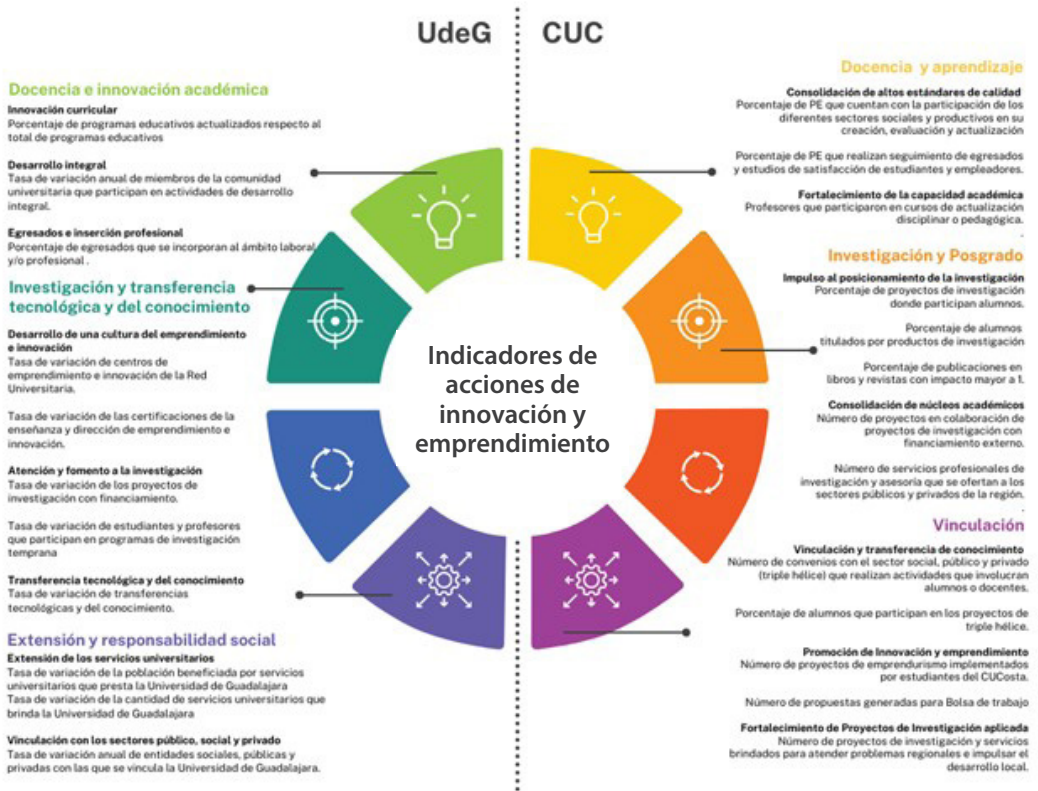 UdeG
CUC
Docencia e innovación académica
Innovación curricular
Porcentaje de programas educativos actualizados respecto al
total de programas educativos
Desarrollo integral
Tasa de variación anual de miembros de la comunidad
universitaria que participan en actividades de desarrollo
integral.
Egresados e inserción profesional
Porcentaje de egresados que se incorporan al ámbito laboral
y/o profesional .
Investigación y transferencia
tecnológica y del conocimiento
Desarrollo de una cultura del emprendimiento
e innovación
Tasa de variación de centros de
emprendimiento e innovación de la Red
Universitaria.
Tasa de variación de las certificaciones de la
enseñanza y dirección de emprendimiento e
innovación.
Atención y fomento a la investigación
Tasa de variación de los proyectos de
investigación con financiamiento.
Tasa de variación de estudiantes y profesores
que participan en programas de investigación
temprana
Transferencia tecnológica y del conocimiento
Tasa de variación de transferencias
tecnológicas y del conocimiento.
Extensión y responsabilidad social
Extensión de los servicios universitarios
Tasa de variación de la población beneficiada por servicios
universitarios que presta la Universidad de Guadalajara
Tasa de variación de la cantidad de servicios universitarios que
brinda la Universidad de Guadalajara
Vinculación con los sectores público, social y privado
Tasa de variación anual de entidades sociales, públicas y
privadas con las que se vincula la Universidad de Guadalajara.
Indicadores de
acciones de
innovación y
emprendimiento
Docencia y aprendizaje
Consolidación de altos estándares de calidad
Porcentaje de PE que cuentan con la participación de los
diferentes sectores sociales y productivos en su
creación, evaluación y actualización
Porcentaje de PE que realizan seguimiento de egresados
y estudios de satisfacción de estudiantes y empleadores.
Fortalecimiento de la capacidad académica
Profesores que participaron en cursos de actualización
disciplinar o pedagógica.
.
Investigación y Posgrado
Impulso al posicionamiento de la investigación
Porcentaje de proyectos de investigación
donde participan alumnos.
Porcentaje de alumnos
titulados por productos de investigación
Porcentaje de publicaciones en
libros y revistas con impacto mayor a 1.
Consolidación de núcleos académicos
Número de proyectos en colaboración de
proyectos de investigación con
financiamiento externo.
Número de servicios profesionales de
investigación y asesoría que se ofertan a los
sectores públicos y privados de la región.
.
Vinculación
Vinculación y transferencia de conocimiento
Número de convenios con el sector social, público y privado
(triple hélice) que realizan actividades que involucran
alumnos o docentes.
Porcentaje de alumnos que participan en los proyectos de
triple hélice.
Promoción de Innovación y emprendimiento
Número de proyectos de emprendurismo implementados
por estudiantes del CUCosta.
Número de propuestas generadas para Bolsa de trabajo
Fortalecimiento de Proyectos de Investigación aplicada
Número de proyectos de investigación y servicios
brindados para atender problemas regionales e impulsar el
desarrollo local.